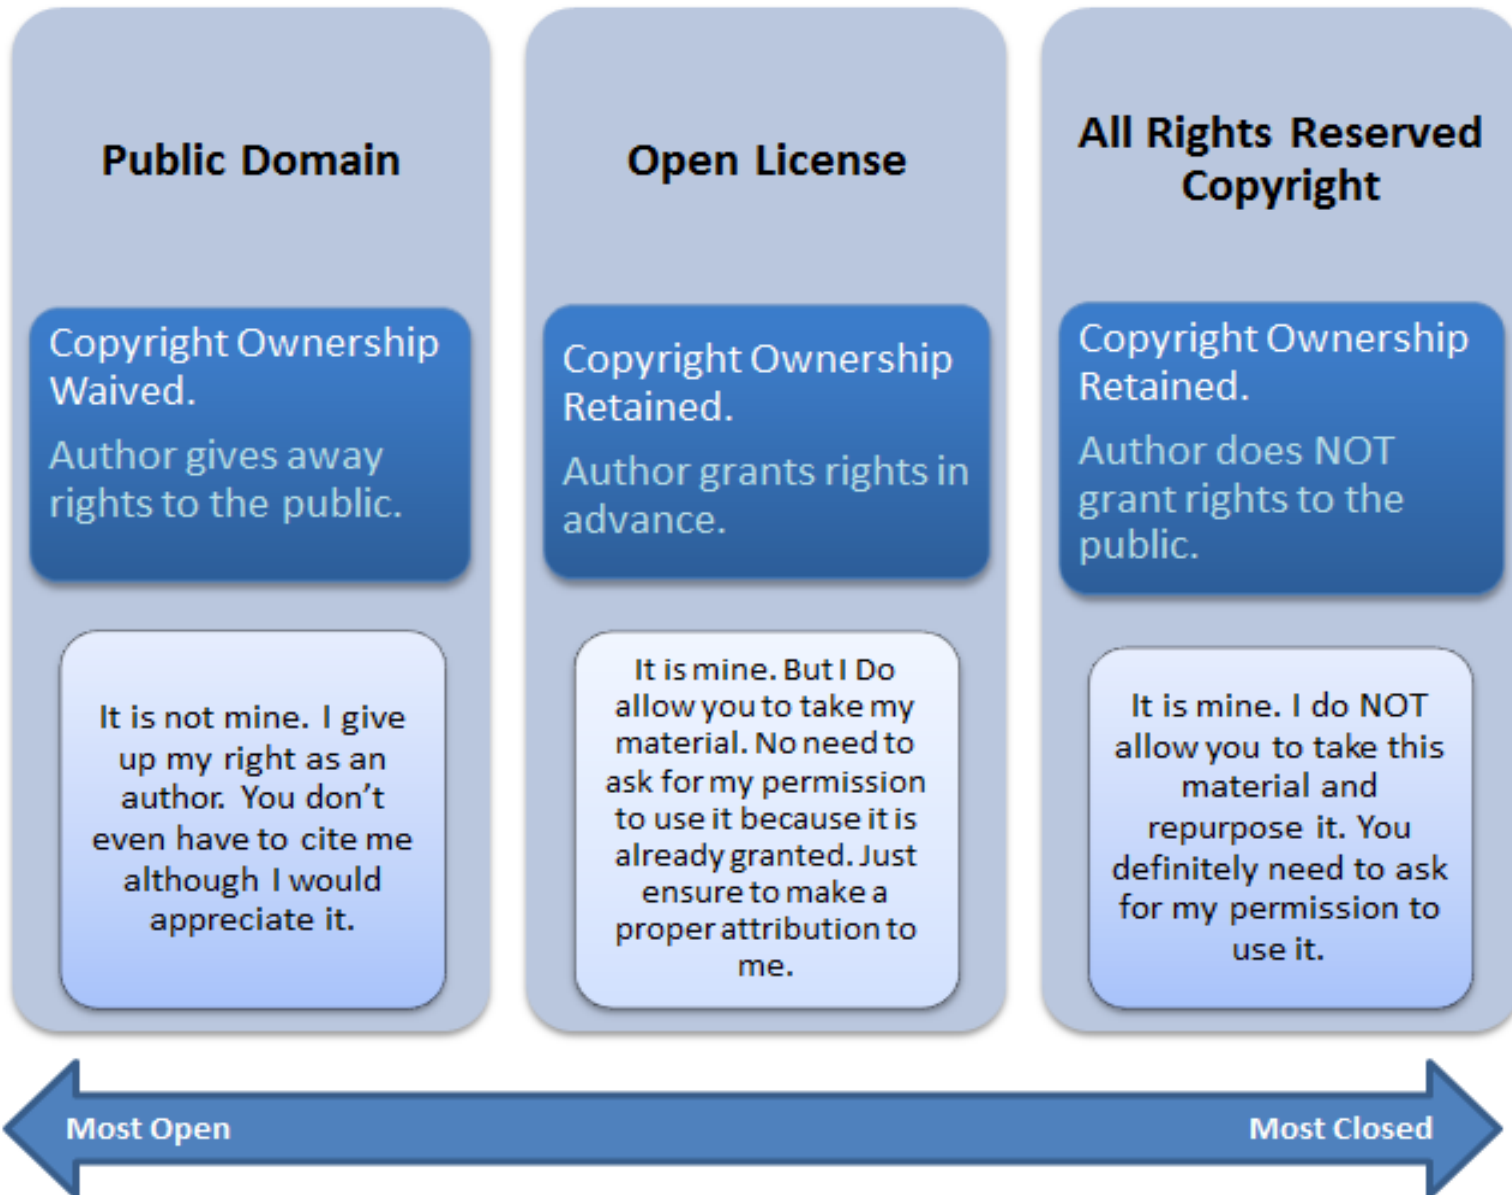 Public Domain
Copyright Ownership
Waived.
Author gives away
rights to the public.
It is not mine. I give
up my right as an
author. You don’t
even have to cite me
although I would
appreciate it.
Open License
Copyright Ownership
Retained.
Author grants rights in
advance.
It is mine. But I Do
allow you to take my
material. No need to
ask for my permission
to use it because it is
already granted. Just
ensure to make a
proper attribution to
me.
All Rights Reserved
Copyright
Copyright Ownership
Retained.
Author does NOT
grant rights to the
public.
It is mine. I do NOT
allow you to take this
material and
repurpose it. You
definitely need to ask
for my permission to
use it.
Most Open
Most Closed